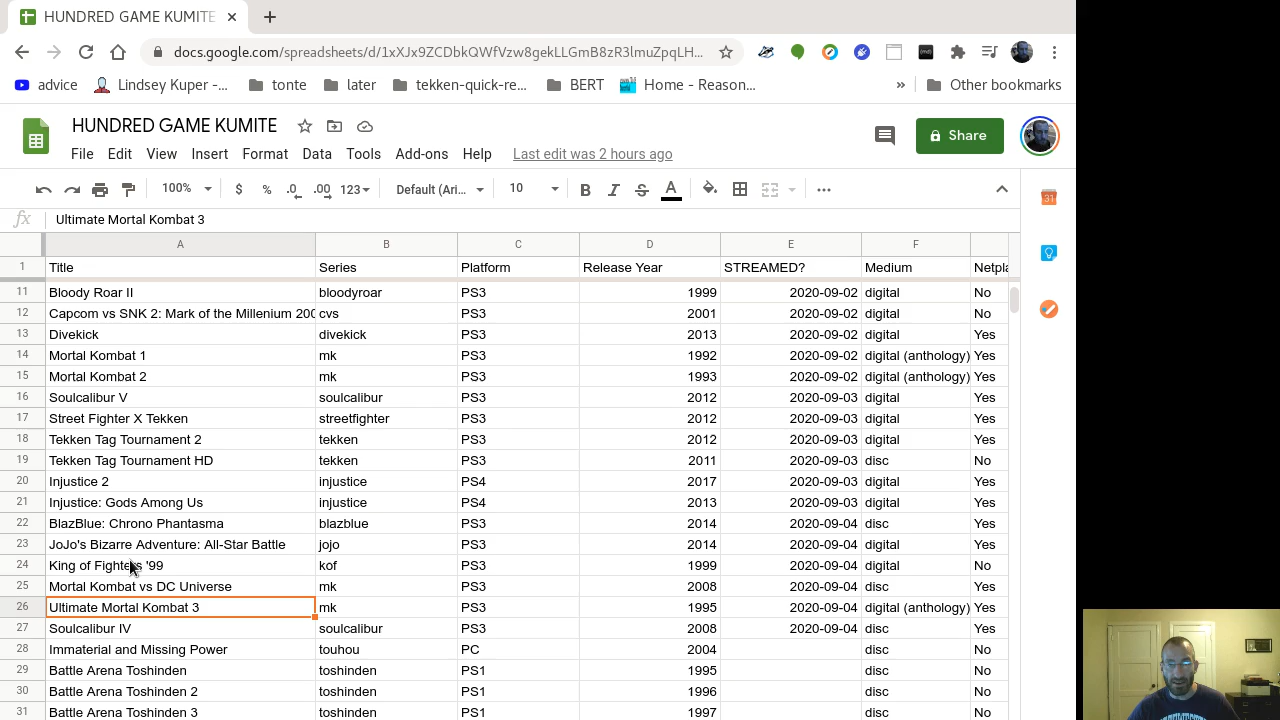 HUNDRED GAME KUMITE
docs.google.com/spreadsheets/d/1xXJx9ZCDbkQWfVzw8gekLLGmB8zR3lmuZpqLH...
advice Lindsey Kuper -... tonte later tekken-quick-re... BERT Home - Reason... » Other bookmarks
HUNDRED GAME KUMITE
Share
File Edit View Insert Format Data Tools Add-ons Help Last edit was 2 hours ago
100% $ % .0 .00 123 Default (Ari... 10 B I S A
fx Ultimate Mortal Kombat 3
A B C D E F
1 Title Series Platform Release Year STREAMED? Medium Netpla
11 Bloody Roar II bloodyroar PS3 1999 2020-09-02 digital No
12 Capcom vs SNK 2: Mark of the Millenium 200 cvs PS3 2001 2020-09-02 digital No
13 Divekick divekick PS3 2013 2020-09-02 digital Yes
14 Mortal Kombat 1 mk PS3 1992 2020-09-02 digital (anthology) Yes
15 Mortal Kombat 2 mk PS3 1993 2020-09-02 digital (anthology) Yes
16 Soulcalibur V soulcalibur PS3 2012 2020-09-03 digital Yes
17 Street Fighter X Tekken streetfighter PS3 2012 2020-09-03 digital Yes
18 Tekken Tag Tournament 2 tekken PS3 2012 2020-09-03 digital Yes
19 Tekken Tag Tournament HD tekken PS3 2011 2020-09-03 disc No
20 Injustice 2 injustice PS4 2017 2020-09-03 digital Yes
21 Injustice: Gods Among Us injustice PS4 2013 2020-09-03 digital Yes
22 BlazBlue: Chrono Phantasma blazblue PS3 2014 2020-09-04 disc Yes
23 JoJo's Bizarre Adventure: All-Star Battle jojo PS3 2014 2020-09-04 digital Yes
24 King of Fighters '99 kof PS3 1999 2020-09-04 digital No
25 Mortal Kombat vs DC Universe mk PS3 2008 2020-09-04 disc Yes
26 Ultimate Mortal Kombat 3 mk PS3 1995 2020-09-04 digital (anthology) Yes
27 Soulcalibur IV soulcalibur PS3 2008 2020-09-04 disc Yes
28 Immaterial and Missing Power touhou PC 2004 disc No
29 Battle Arena Toshinden toshinden PS1 1995 disc No
30 Battle Arena Toshinden 2 toshinden PS1 1996 disc No
31 Battle Arena Toshinden 3 toshinden PS1 1997 disc No
31